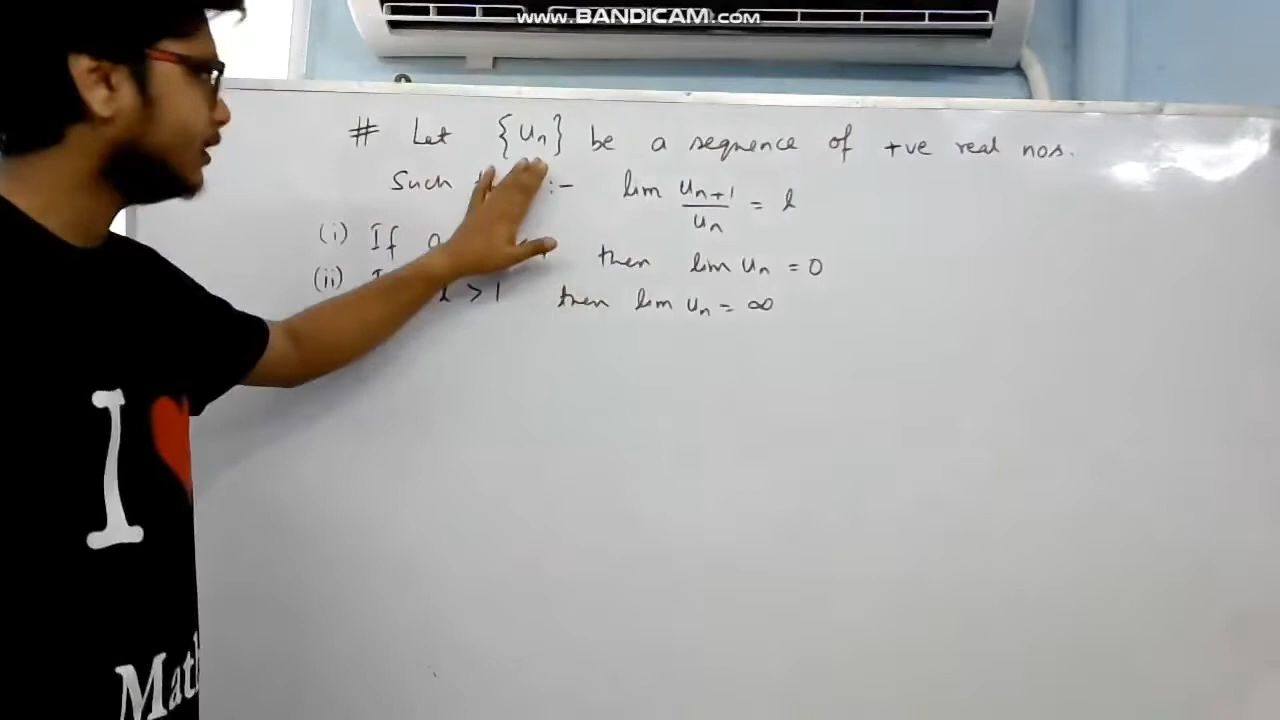 www.BANDICAM.com
# Let {uₙ} be a sequence of +ve real nos.
Such :- lim uₙ₊₁/uₙ = l
(i) If then lim uₙ = 0
(ii) l > 1 then lim uₙ = ∞
I ♥
Math